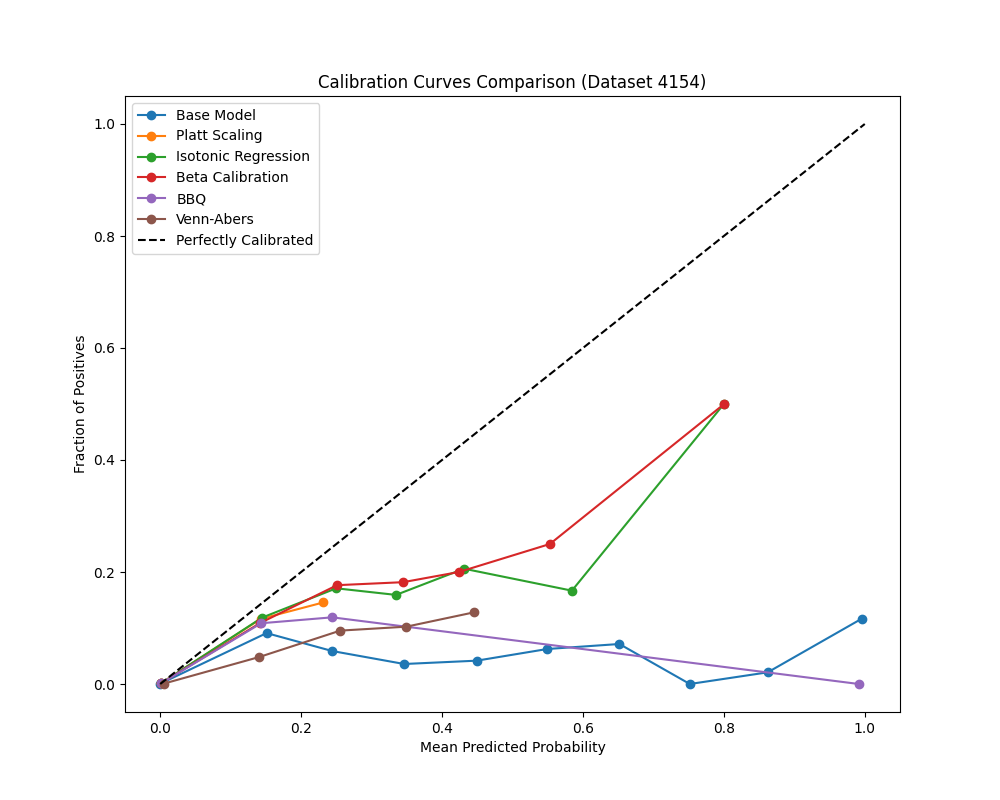 Calibration Curves Comparison (Dataset 4154)
Base Model
Platt Scaling
Isotonic Regression
Beta Calibration
BBQ
Venn-Abers
Perfectly Calibrated
Fraction of Positives
1.0
0.8
0.6
0.4
0.2
0.0
0.0 0.2 0.4 0.6 0.8 1.0
Mean Predicted Probability